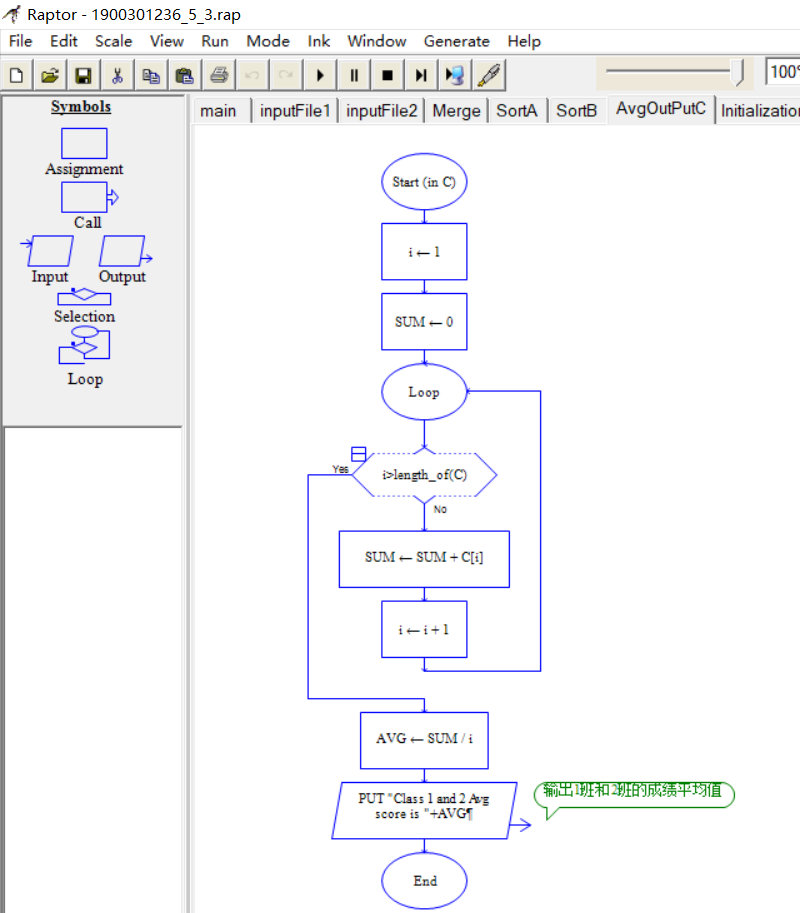 Raptor - 1900301236_5_3.rap
File Edit Scale View Run Mode Ink Window Generate Help
100%
Symbols
Assignment
Call
Input Output
Selection
Loop
main inputFile1 inputFile2 Merge SortA SortB AvgOutPutC Initializatio
Start (in C)
i ← 1
SUM ← 0
Loop
Yes
i>length_of(C)
No
SUM ← SUM + C[i]
i ← i + 1
AVG ← SUM / i
PUT "Class 1 and 2 Avg
score is "+AVG¶
输出1班和2班的成绩平均值
End